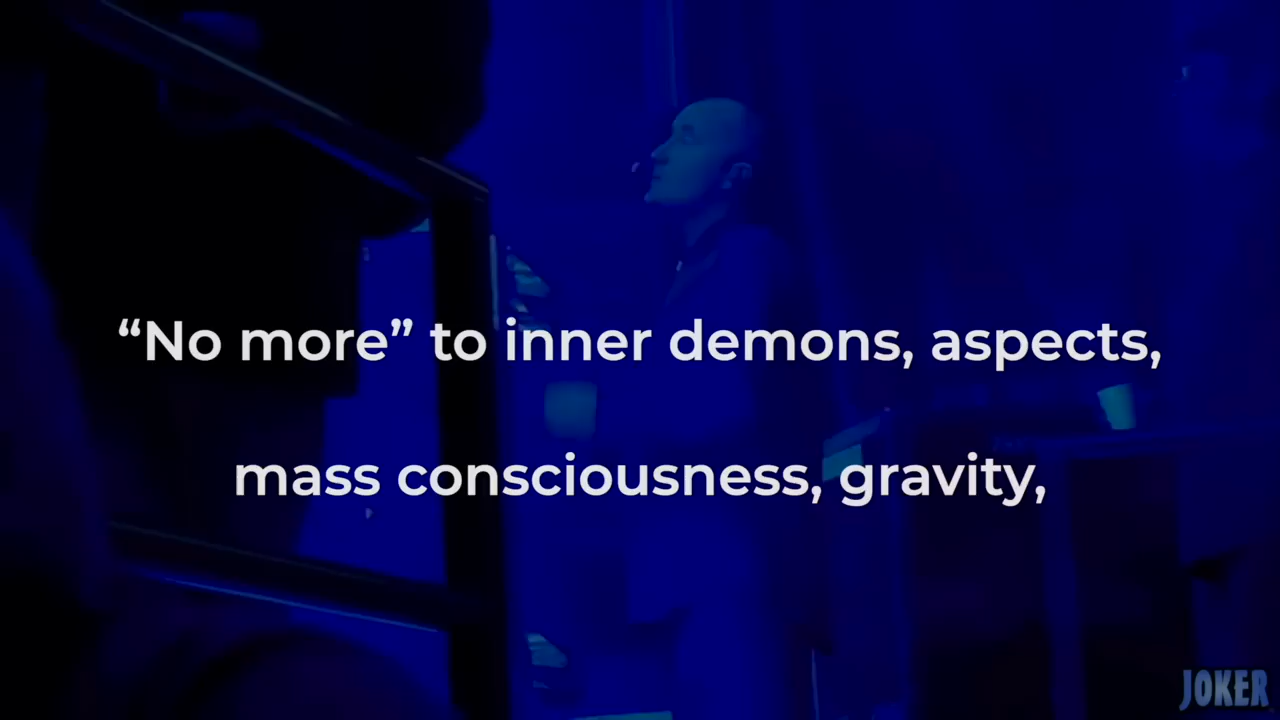 “No more” to inner demons, aspects,
mass consciousness, gravity,
JOKER